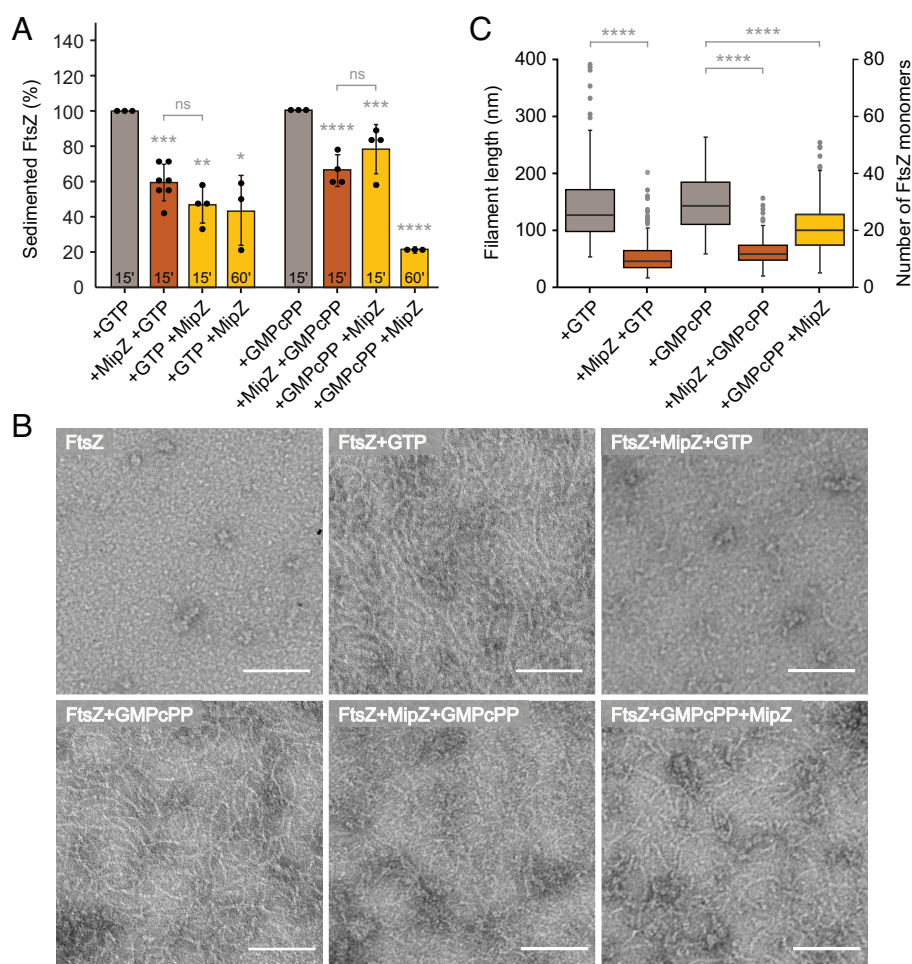 A
Sedimented FtsZ (%)
140
120
100
80
60
40
20
0
*** ns ** * **** ns *** ****
15' 15' 15' 60' 15' 15' 15' 60'
+GTP
+MipZ +GTP
+GTP +MipZ
+GTP +MipZ
+GMPcPP
+MipZ +GMPcPP
+GMPcPP +MipZ
+GMPcPP +MipZ
C
**** **** ****
Filament length (nm)
400
300
200
100
0
80
60
40
20
0
Number of FtsZ monomers
+GTP
+MipZ +GTP
+GMPcPP
+MipZ +GMPcPP
+GMPcPP +MipZ
B
FtsZ
FtsZ+GTP
FtsZ+MipZ+GTP
FtsZ+GMPcPP
FtsZ+MipZ+GMPcPP
FtsZ+GMPcPP+MipZ